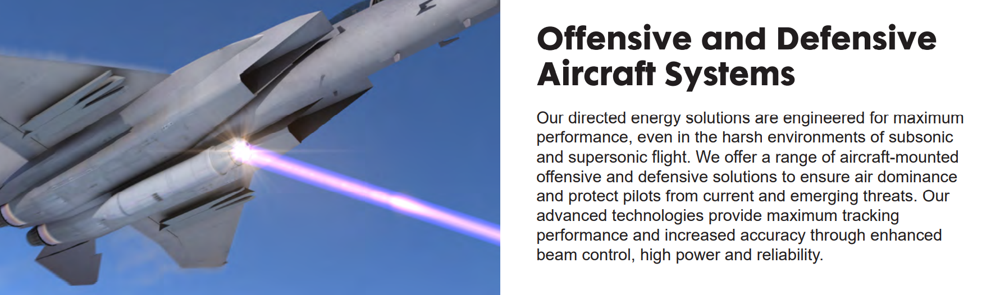 Offensive and Defensive
Aircraft Systems
Our directed energy solutions are engineered for maximum
performance, even in the harsh environments of subsonic
and supersonic flight. We offer a range of aircraft-mounted
offensive and defensive solutions to ensure air dominance
and protect pilots from current and emerging threats. Our
advanced technologies provide maximum tracking
performance and increased accuracy through enhanced
beam control, high power and reliability.